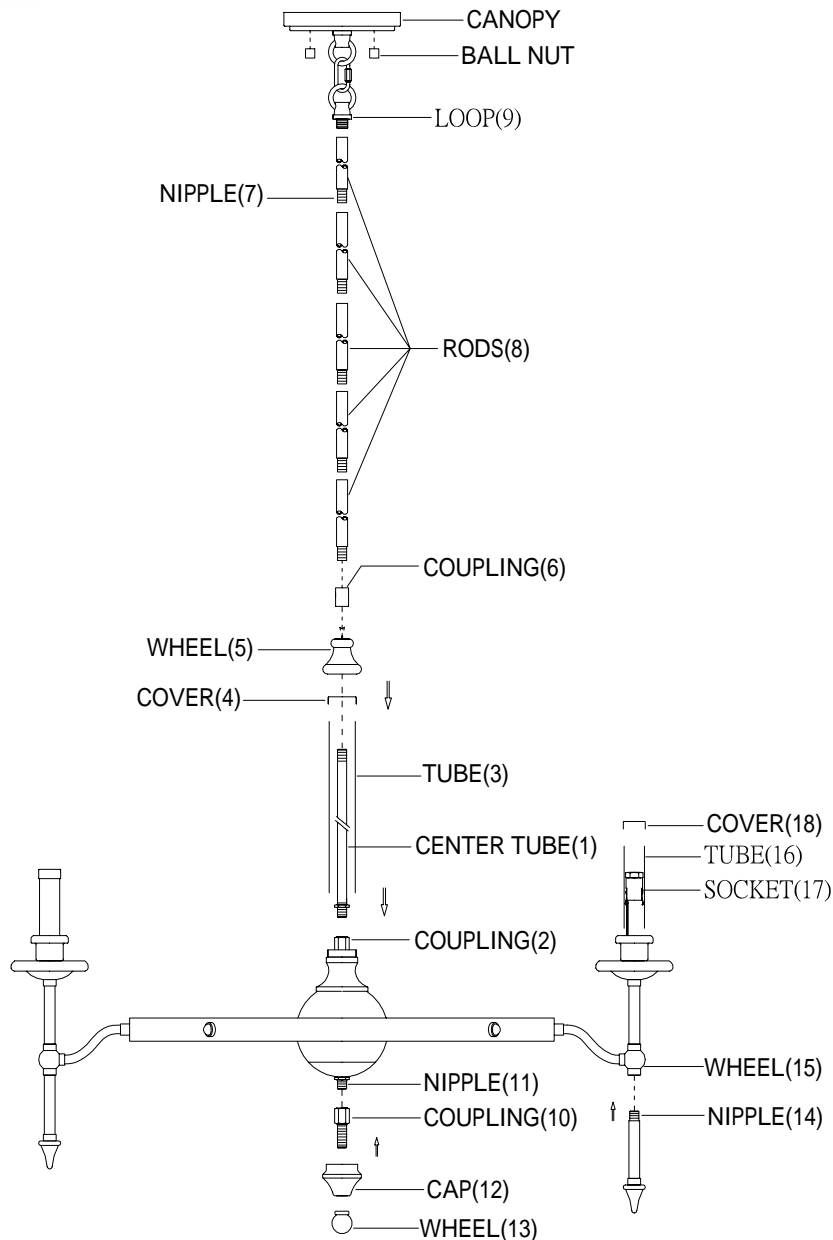 CANOPY
BALL NUT
LOOP(9)
NIPPLE(7)
RODS(8)
COUPLING(6)
WHEEL(5)
COVER(4)
TUBE(3)
COVER(18)
CENTER TUBE(1)
TUBE(16)
SOCKET(17)
COUPLING(2)
WHEEL(15)
NIPPLE(11)
COUPLING(10)
NIPPLE(14)
CAP(12)
WHEEL(13)